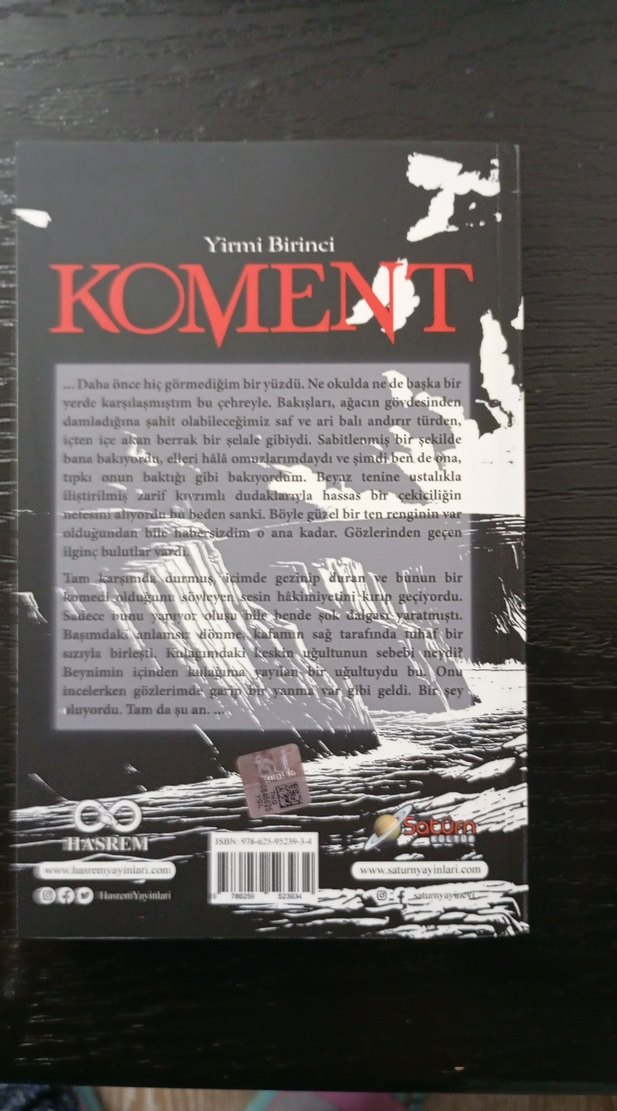 Yirmi Birinci
KOMENT
... Daha önce hiç görmediğim bir yüzdü. Ne okulda ne de başka bir
yerde karşılaşmıştım bu çehreyle. Bakışları, ağacın gövdesinden
damladığına şahit olabileceğimiz saf ve ari balı andırır türden,
içten içe akan berrak bir şelale gibiydi. Sabitlenmiş bir şekilde
bana bakıyordu, elleri hâlâ omuzlarımdaydı ve şimdi ben de ona,
tıpkı onun baktığı gibi bakıyordum. Beyaz tenine ustalıkla
iliştirilmiş zarif kıvrımlı dudaklarıyla hassas bir çekiciliğin
nefesini alıyordu bu beden sanki. Böyle güzel bir ten renginin var
olduğundan bile habersizdim o ana kadar. Gözlerinden geçen
ilginç bulutlar vardı.
Tam karşımda durmuş içimde gezinip duran ve bunun bir
komedi olduğunu söyleyen sesin hâkimiyetini kırıp geçiyordu.
Sadece bunu yapıyor oluşu bile bende şok dalgası yaratmıştı.
Başımdaki anlamsız dönme, kafamın sağ tarafında tuhaf bir
sızıyla birleşti. Kulağımdaki keskin uğultunun sebebi neydi?
Beynimin içinden kulağıma yayılan bir uğultuydu bu. Onu
incelerken gözlerimde garip bir yanma var gibi geldi. Bir şey
oluyordu. Tam da şu an. ...
HASREM
www.hasremyayinlari.com
HasremYayinlari
ISBN: 978-625-95239-3-4
9 786259 523934
Satürn
www.saturnyayinevi.com
saturnyayinevi